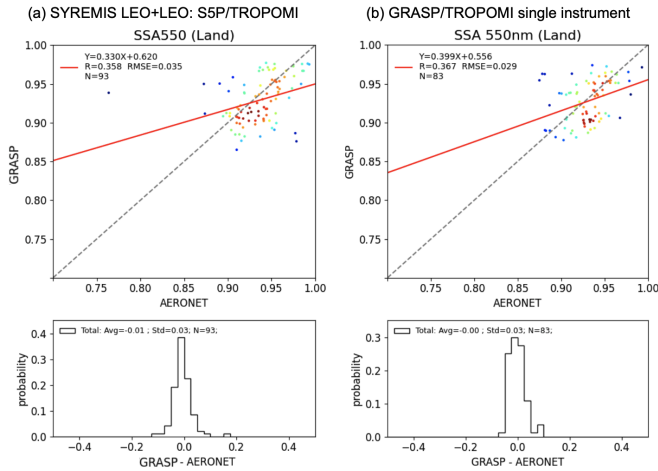 (a) SYREMIS LEO+LEO: S5P/TROPOMI
(b) GRASP/TROPOMI single instrument
SSA550 (Land)
Y=0.330X+0.620
R=0.358 RMSE=0.035
N=93
1.00
0.95
0.90
0.85
0.80
0.75
GRASP
0.75 0.80 0.85 0.90 0.95 1.00
AERONET
SSA 550nm (Land)
Y=0.399X+0.556
R=0.367 RMSE=0.029
N=83
1.00
0.95
0.90
0.85
0.80
0.75
GRASP
0.75 0.80 0.85 0.90 0.95 1.00
AERONET
Total: Avg=-0.01 ; Std=0.03; N=93;
0.4
0.3
0.2
0.1
0.0
probability
−0.4 −0.2 0.0 0.2 0.4
GRASP - AERONET
Total: Avg=-0.00 ; Std=0.03; N=83;
0.3
0.2
0.1
0.0
probability
−0.4 −0.2 0.0 0.2 0.4
GRASP - AERONET